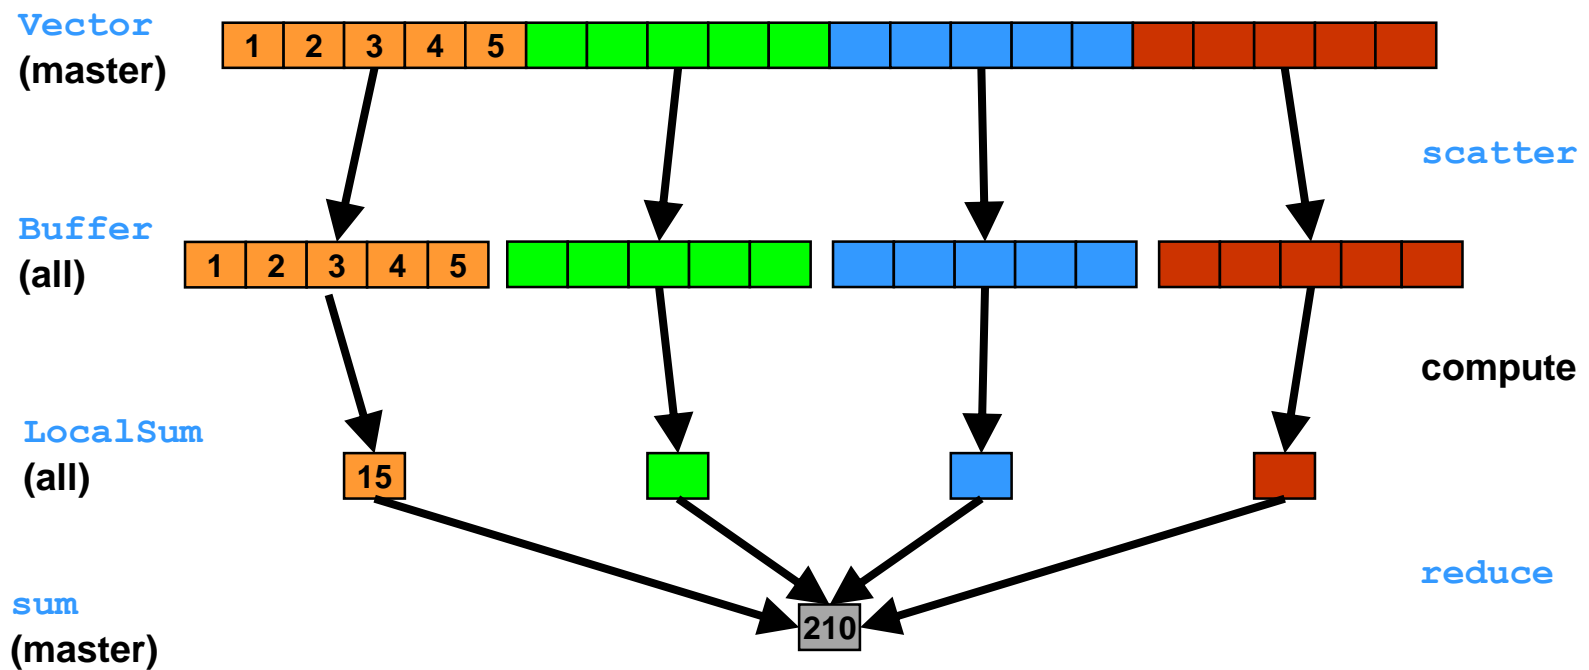 Vector
(master)
1 2 3 4 5
scatter
Buffer
(all)
1 2 3 4 5
compute
LocalSum
(all)
15
reduce
sum
(master)
210